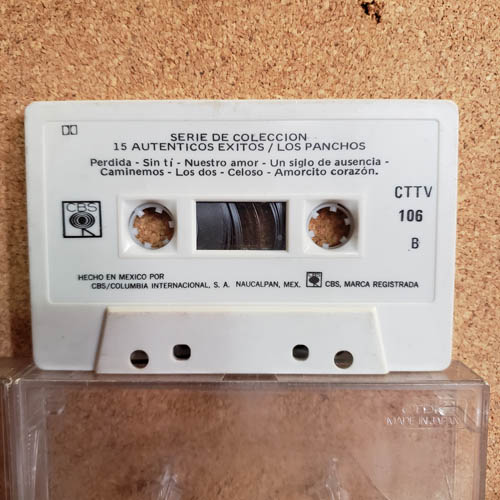 SERIE DE COLECCION
15 AUTENTICOS EXITOS / LOS PANCHOS
Perdida - Sin tí - Nuestro amor - Un siglo de ausencia -
Caminemos - Los dos - Celoso - Amorcito corazón.
CTTV
106
B
CBS
HECHO EN MEXICO POR
CBS/COLUMBIA INTERNACIONAL, S. A. NAUCALPAN, MEX.
CBS, MARCA REGISTRADA
MADE IN JAPAN